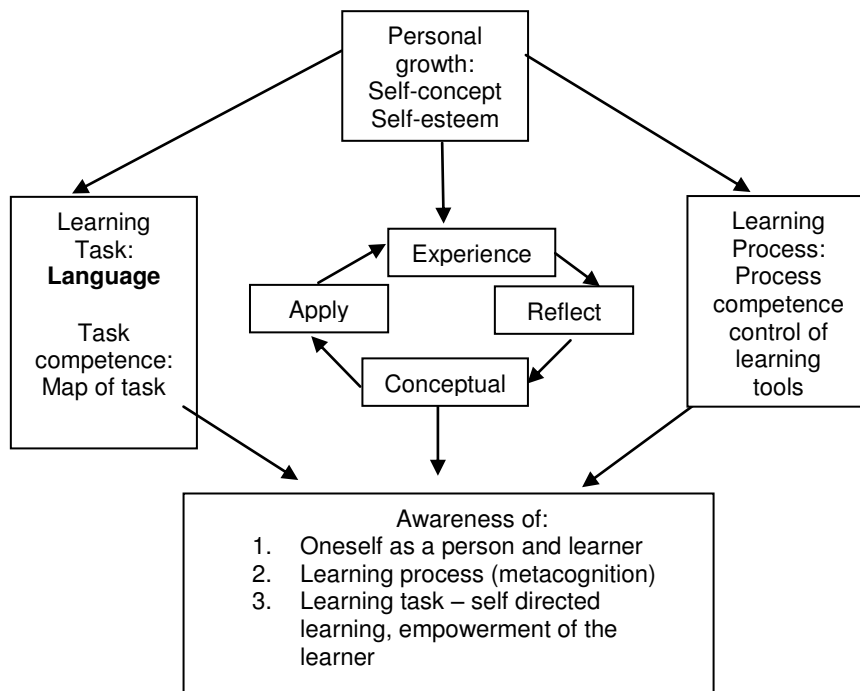 Personal
growth:
Self-concept
Self-esteem
Learning
Task:
Language
Task
competence:
Map of task
Experience
Apply
Reflect
Conceptual
Learning
Process:
Process
competence
control of
learning
tools
Awareness of:
1. Oneself as a person and learner
2. Learning process (metacognition)
3. Learning task – self directed
learning, empowerment of the
learner